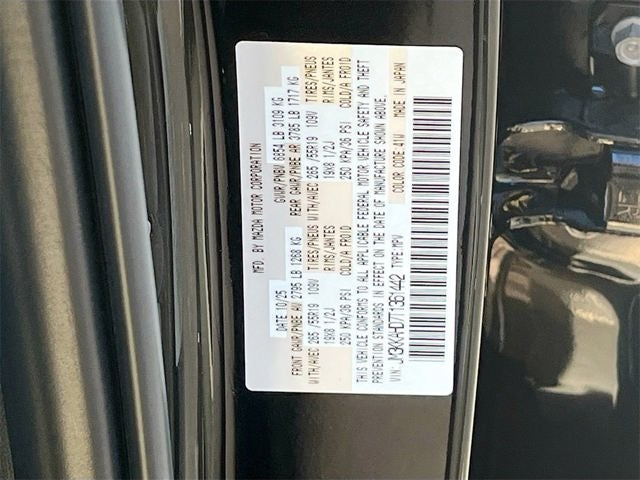 MFD. BY MAZDA MOTOR CORPORATION
DATE 10/25 GVWR/PNBV 6854 LB 3109 KG
FRONT GAWR/PNBE AV 2795 LB 1268 KG REAR GAWR/PNBE AR 3785 LB 1717 KG
WITH/AVEC 265 /55R19 109V TIRES/PNEUS WITH/AVEC 265 /55R19 109V TIRES/PNEUS
19X8 1/2J RIMS/JANTES 19X8 1/2J RIMS/JANTES
250 KPA/36 PSI COLD/A FROID 250 KPA/36 PSI COLD/A FROID
THIS VEHICLE CONFORMS TO ALL APPLICABLE FEDERAL MOTOR VEHICLE SAFETY AND THEFT
PREVENTION STANDARDS IN EFFECT ON THE DATE OF MANUFACTURE SHOWN ABOVE.
VIN: JM3KKAHD7T1361442 TYPE:MPV COLOR CODE:41W MADE IN JAPAN